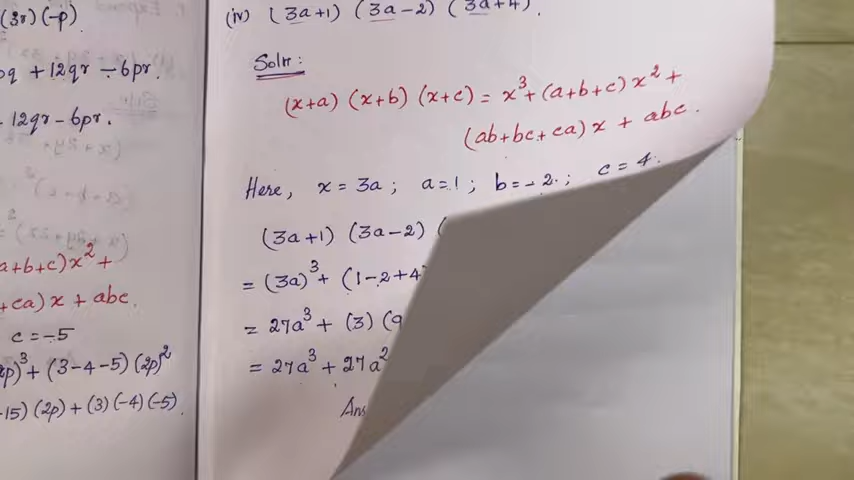 (3r) (-p)
pq + 12qr - 6pr.
12qr - 6pr.
a+b+c) x² +
+ca) x + abc.
c = -5
2p)³ + (3-4-5) (2p)²
-15) (2p) + (3) (-4) (-5)
(iv) (3a+1) (3a-2) (3a+4).
Soln:
(x+a) (x+b) (x+c) = x³ + (a+b+c) x² +
(ab+bc+ca) x + abc.
Here, x = 3a ; a = 1 ; b = -2 ; c = 4.
(3a+1) (3a-2) (
= (3a)³ + (1-2+4
= 27a³ + (3) (9
= 27a³ + 27a²
Ans